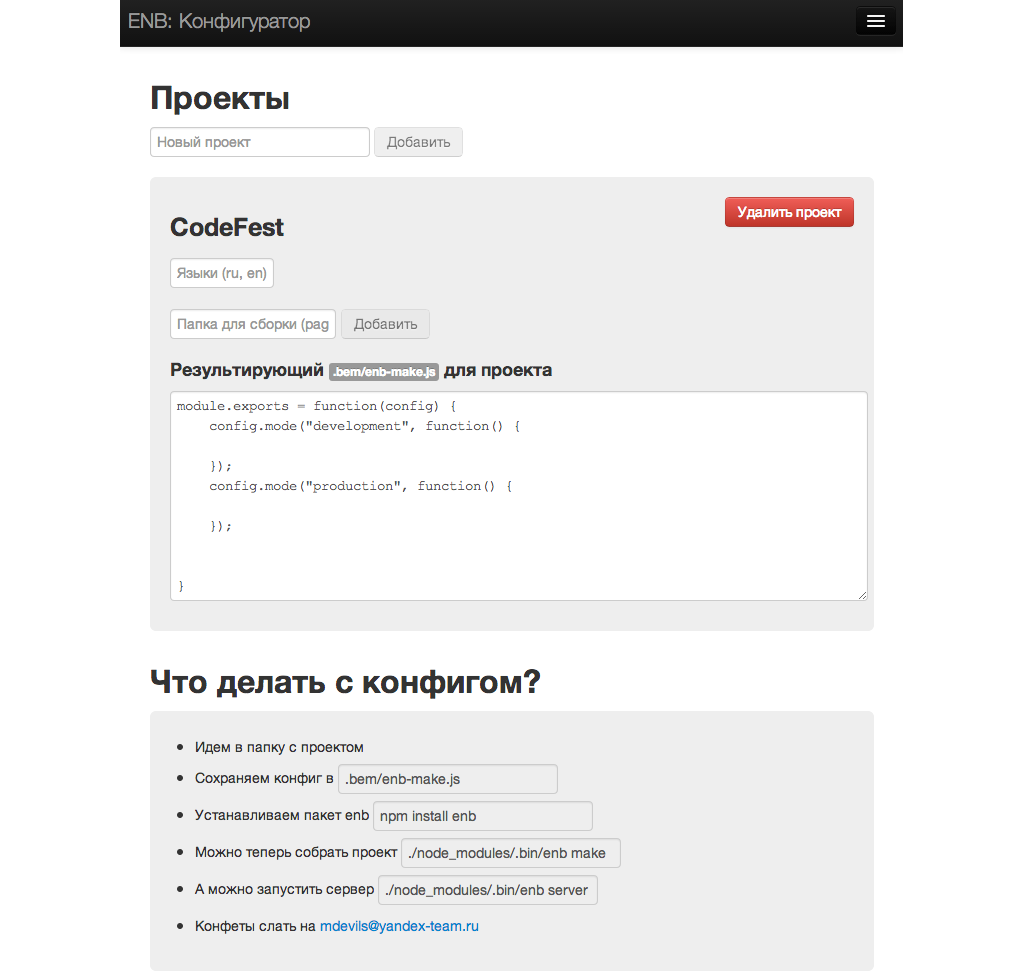 ENB: Конфигуратор
Проекты
Новый проект Добавить
CodeFest Удалить проект
Языки (ru, en)
Папка для сборки (pag Добавить
Результирующий .bem/enb-make.js для проекта
module.exports = function(config) {
    config.mode("development", function() {
    });
    config.mode("production", function() {
    });
}
Что делать с конфигом?
Идем в папку с проектом
Сохраняем конфиг в .bem/enb-make.js
Устанавливаем пакет enb npm install enb
Можно теперь собрать проект ./node_modules/.bin/enb make
А можно запустить сервер ./node_modules/.bin/enb server
Конфеты слать на mdevils@yandex-team.ru